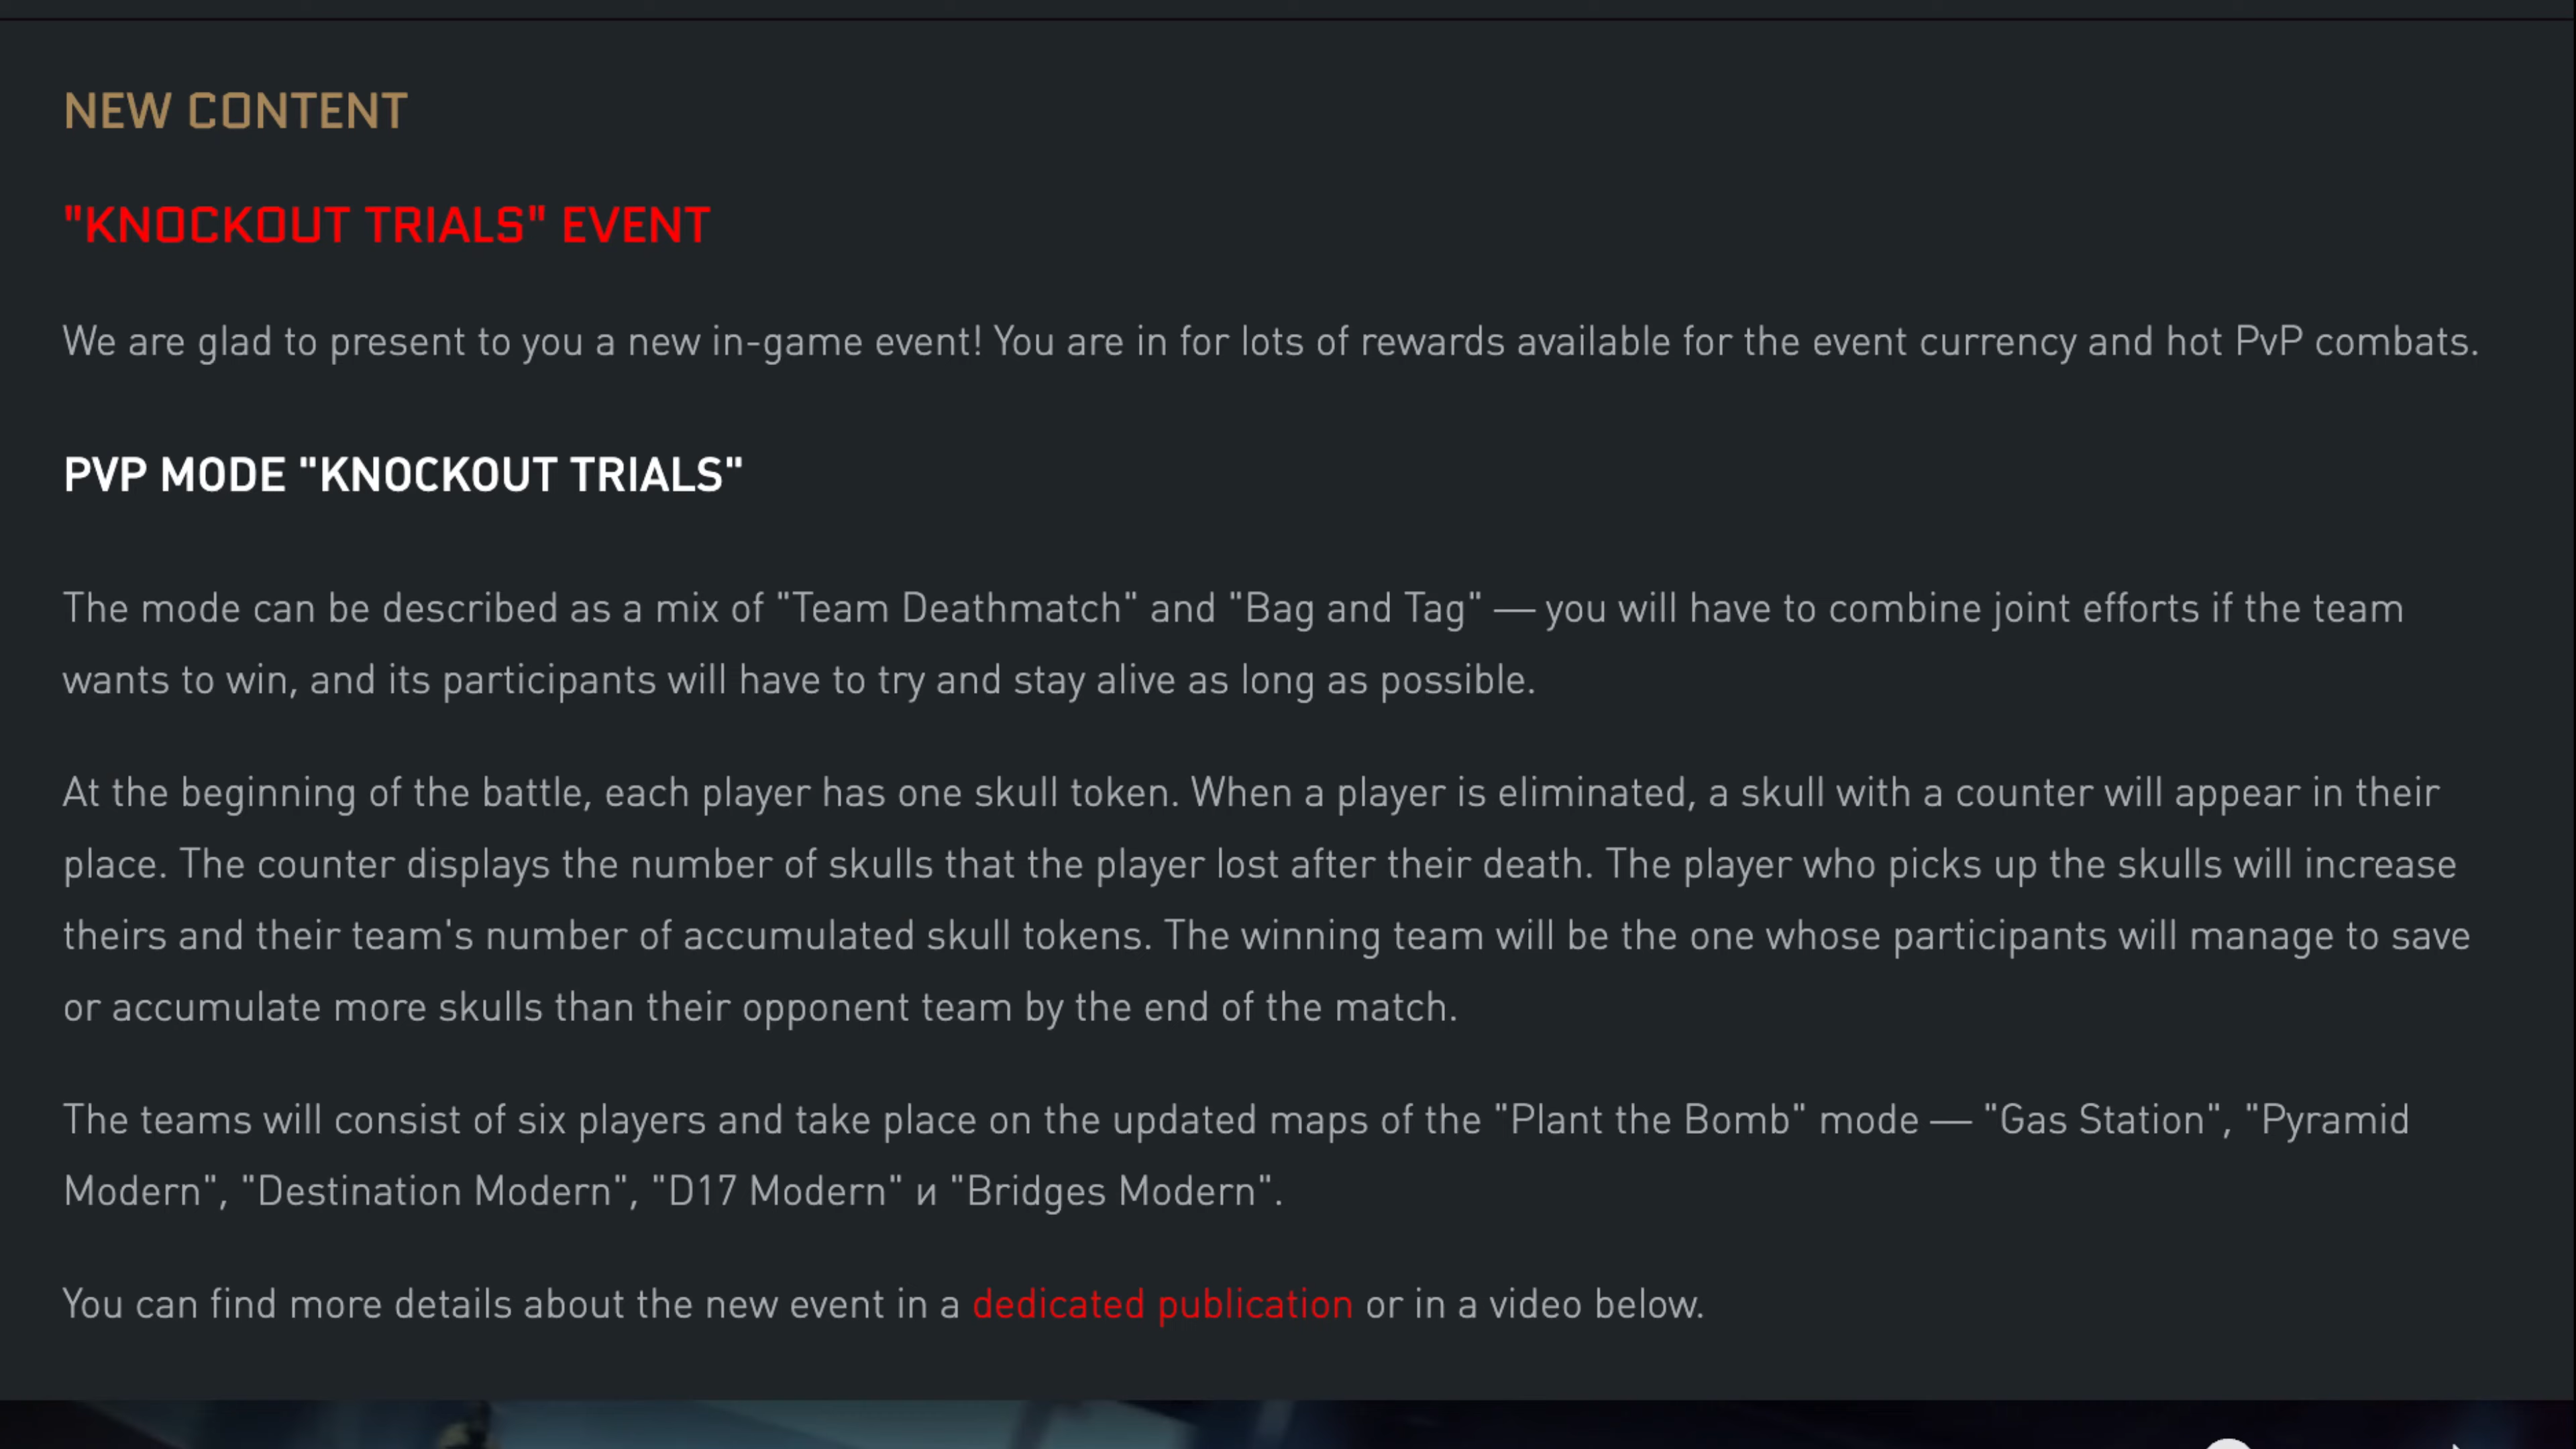 NEW CONTENT
"KNOCKOUT TRIALS" EVENT
We are glad to present to you a new in-game event! You are in for lots of rewards available for the event currency and hot PvP combats.
PVP MODE "KNOCKOUT TRIALS"
The mode can be described as a mix of "Team Deathmatch" and "Bag and Tag" — you will have to combine joint efforts if the team
wants to win, and its participants will have to try and stay alive as long as possible.
At the beginning of the battle, each player has one skull token. When a player is eliminated, a skull with a counter will appear in their
place. The counter displays the number of skulls that the player lost after their death. The player who picks up the skulls will increase
theirs and their team's number of accumulated skull tokens. The winning team will be the one whose participants will manage to save
or accumulate more skulls than their opponent team by the end of the match.
The teams will consist of six players and take place on the updated maps of the "Plant the Bomb" mode — "Gas Station", "Pyramid
Modern", "Destination Modern", "D17 Modern" и "Bridges Modern".
You can find more details about the new event in a dedicated publication or in a video below.